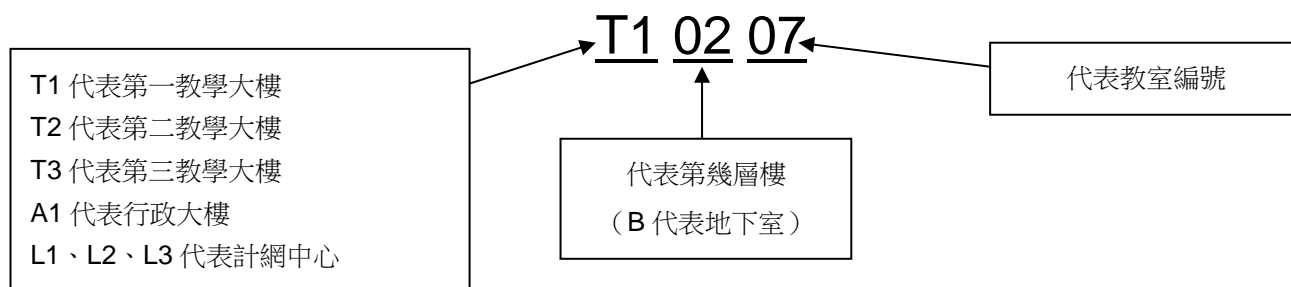 T1 02 07
T1 代表第一教學大樓
T2 代表第二教學大樓
T3 代表第三教學大樓
A1 代表行政大樓
L1、L2、L3 代表計網中心
代表第幾層樓
（B 代表地下室）
代表教室編號